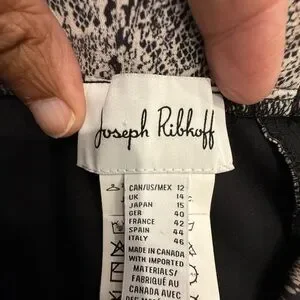 Joseph Ribkoff
CAN/US/MEX 12
UK 14
JAPAN 15
GER 40
FRANCE 42
SPAIN 44
ITALY 46
MADE IN CANADA
WITH IMPORTED
MATERIALS/
FABRIQUÉ AU
CANADA AVEC